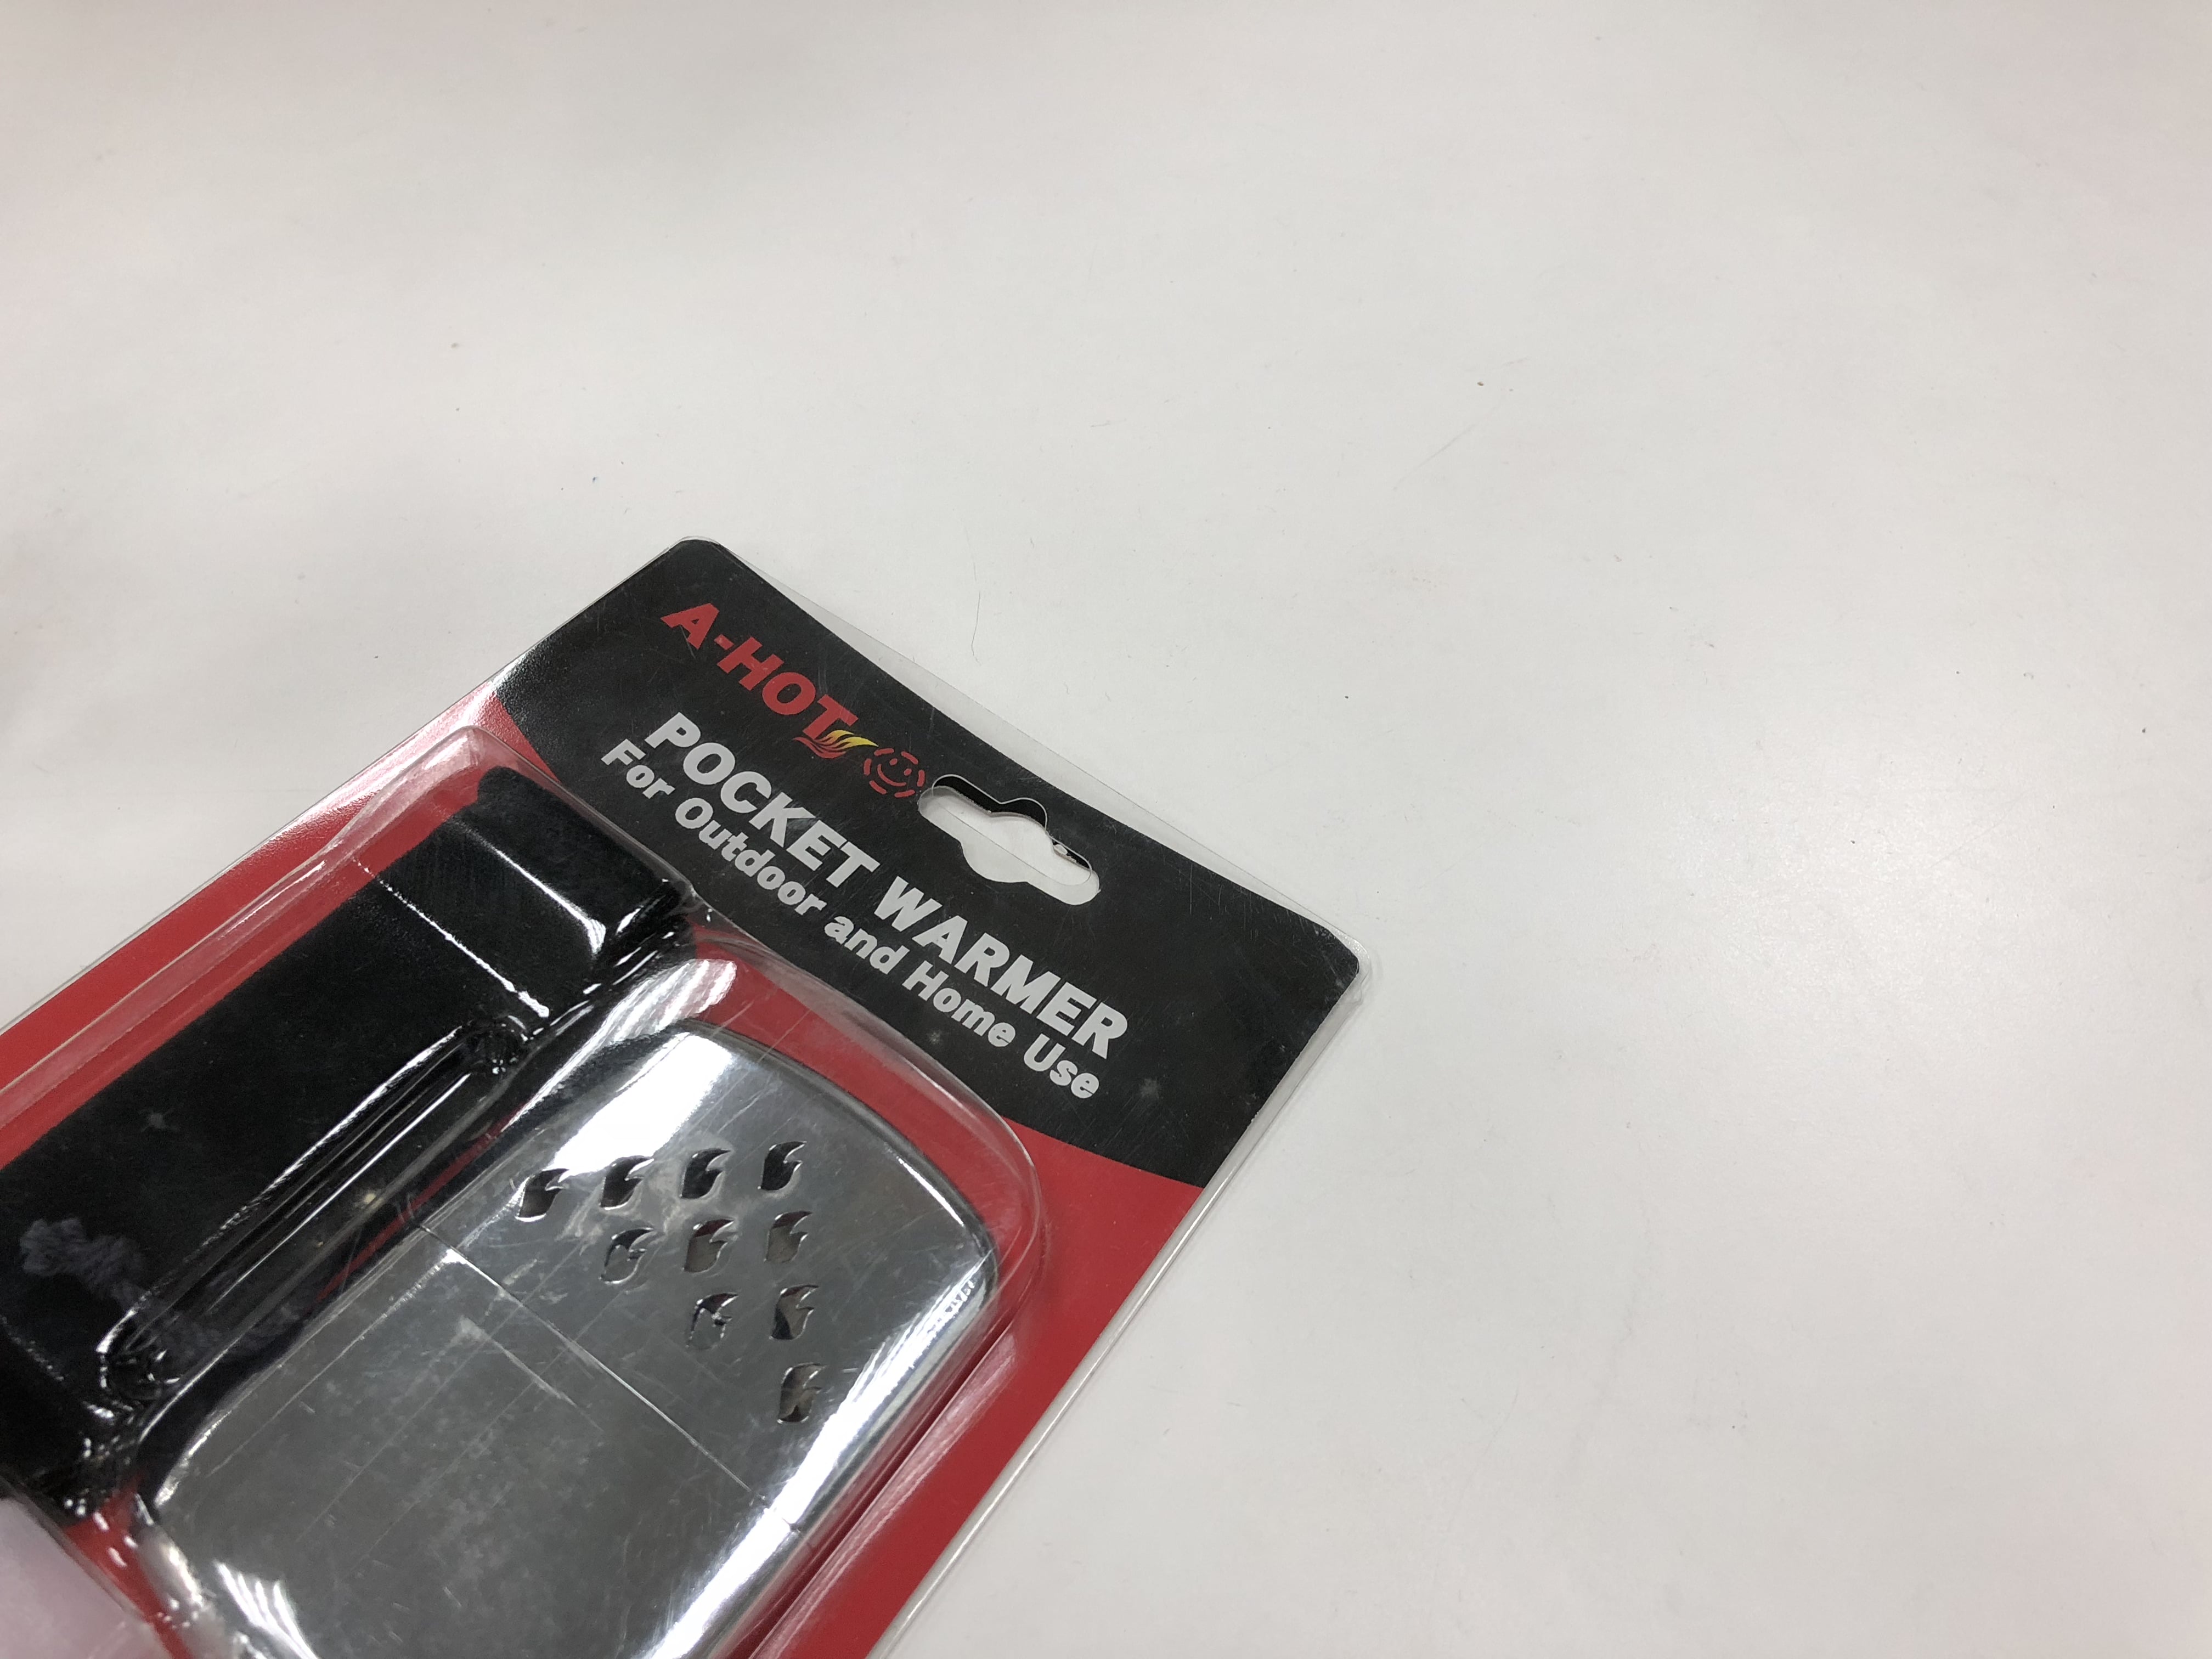 A-HOT
POCKET WARMER
For Outdoor and Home Use